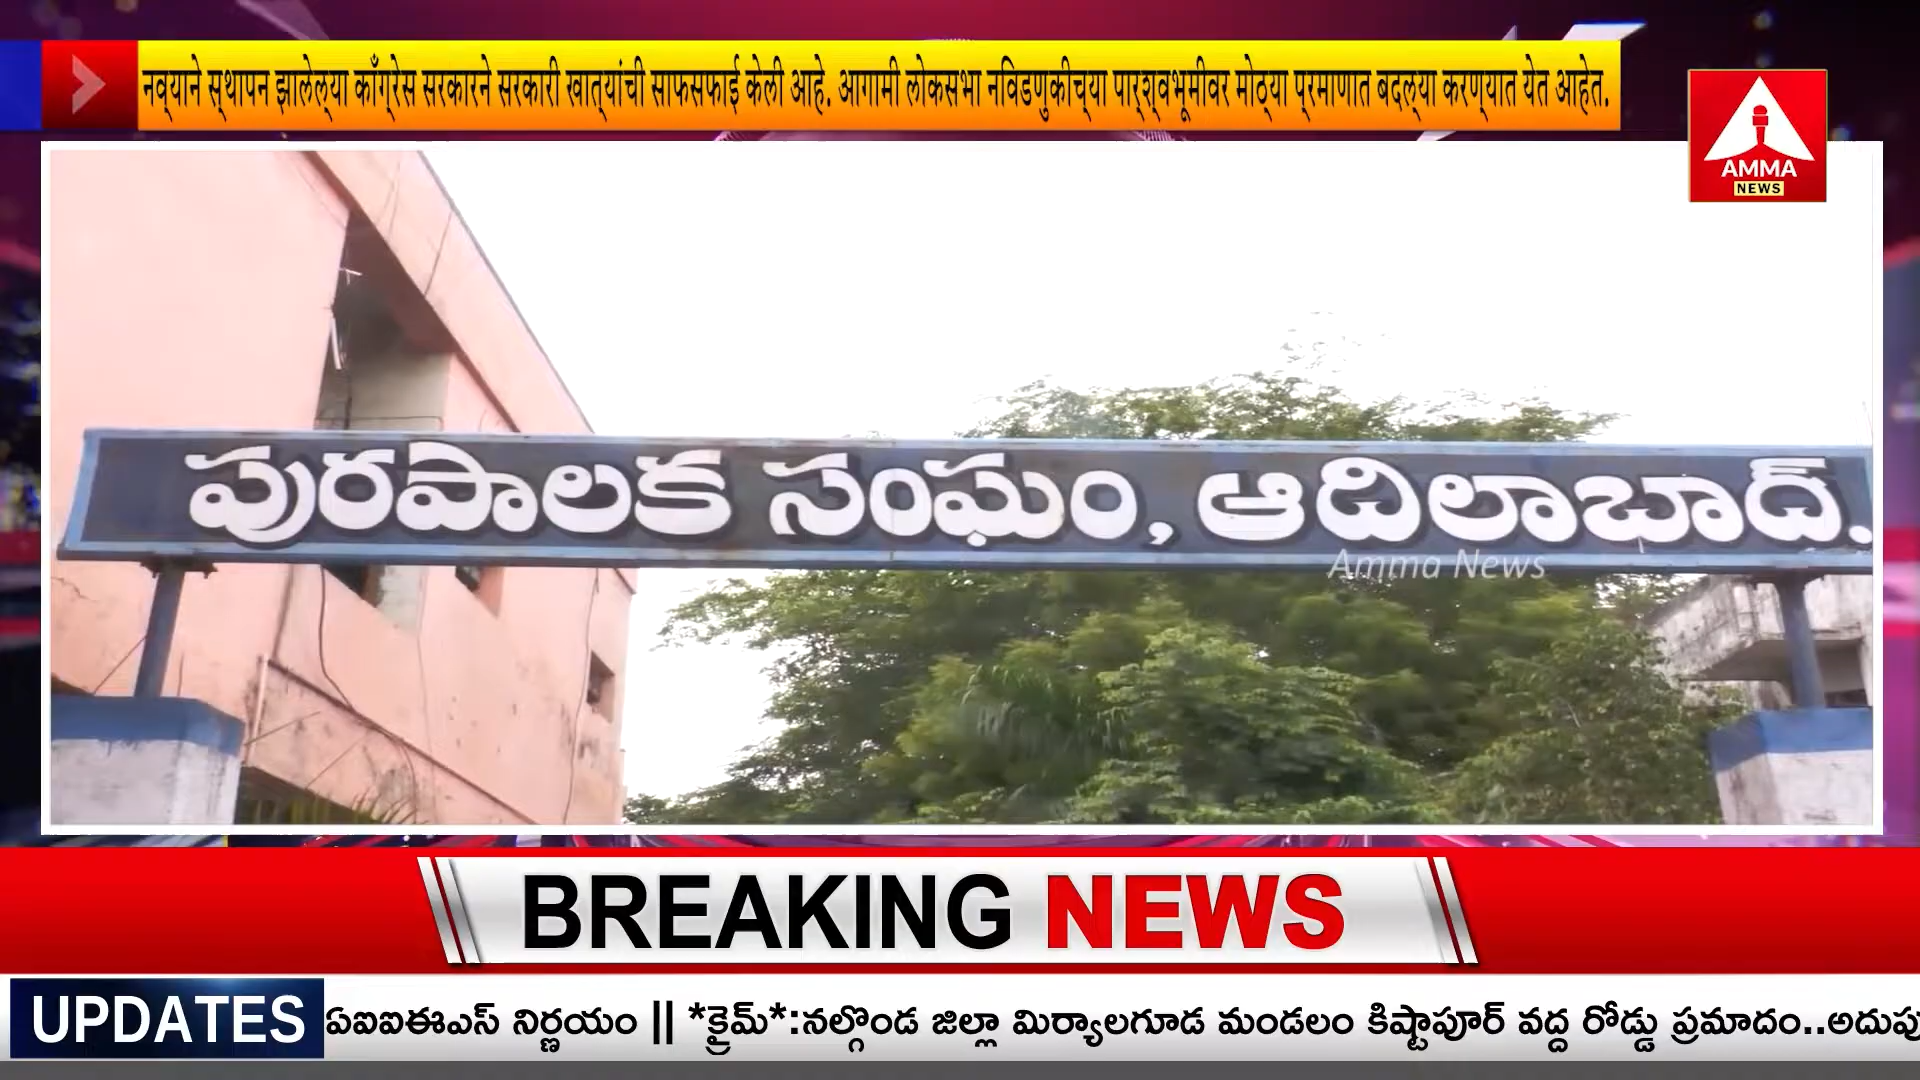 नव्याने स्थापन झालेल्या काँग्रेस सरकारने सरकारी खात्यांची साफसफाई केली आहे. आगामी लोकसभा नविडणुकीच्या पार्श्वभूमीवर मोठ्या प्रमाणात बदल्या करण्यात येत आहेत.
AMMA
NEWS
పురపాలక సంఘం, ఆదిలాబాద్.
Amma News
BREAKING NEWS
UPDATES ఏఐఐఈఎస్ నిర్ణయం || *క్రైమ్*:నల్గొండ జిల్లా మిర్యాలగూడ మండలం కిష్టాపూర్ వద్ద రోడ్డు ప్రమాదం..అదుపు